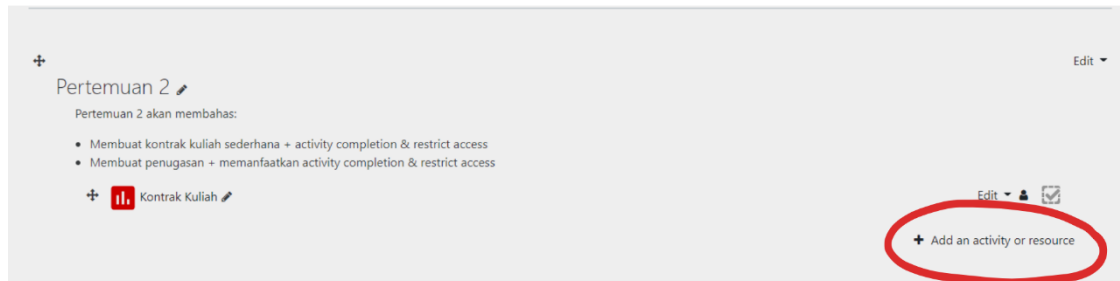 Edit
Pertemuan 2
Pertemuan 2 akan membahas:
Membuat kontrak kuliah sederhana + activity completion & restrict access
Membuat penugasan + memanfaatkan activity completion & restrict access
Kontrak Kuliah Edit
+ Add an activity or resource